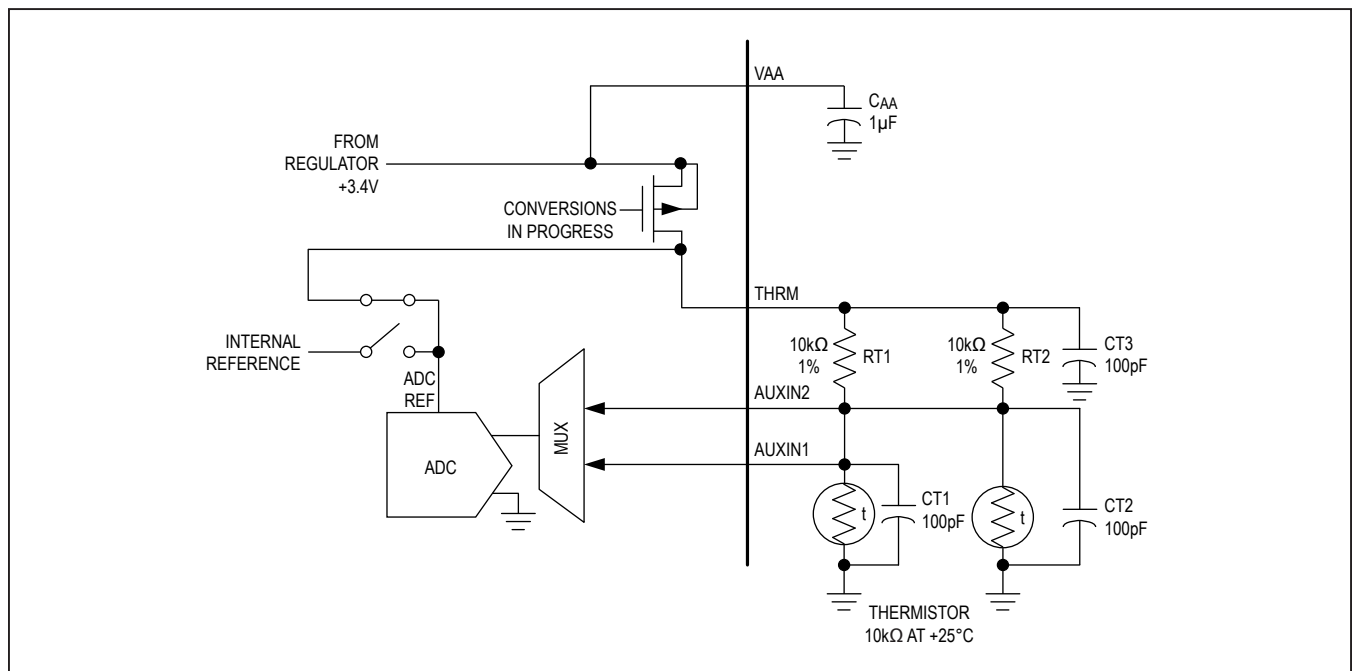 VAA
CAA
1µF
FROM
REGULATOR
+3.4V
CONVERSIONS
IN PROGRESS
THRM
INTERNAL
REFERENCE
10kΩ
1%
RT1
10kΩ
1%
RT2
CT3
100pF
ADC
REF
AUXIN2
MUX
AUXIN1
ADC
t
CT1
100pF
t
CT2
100pF
THERMISTOR
10kΩ AT +25°C